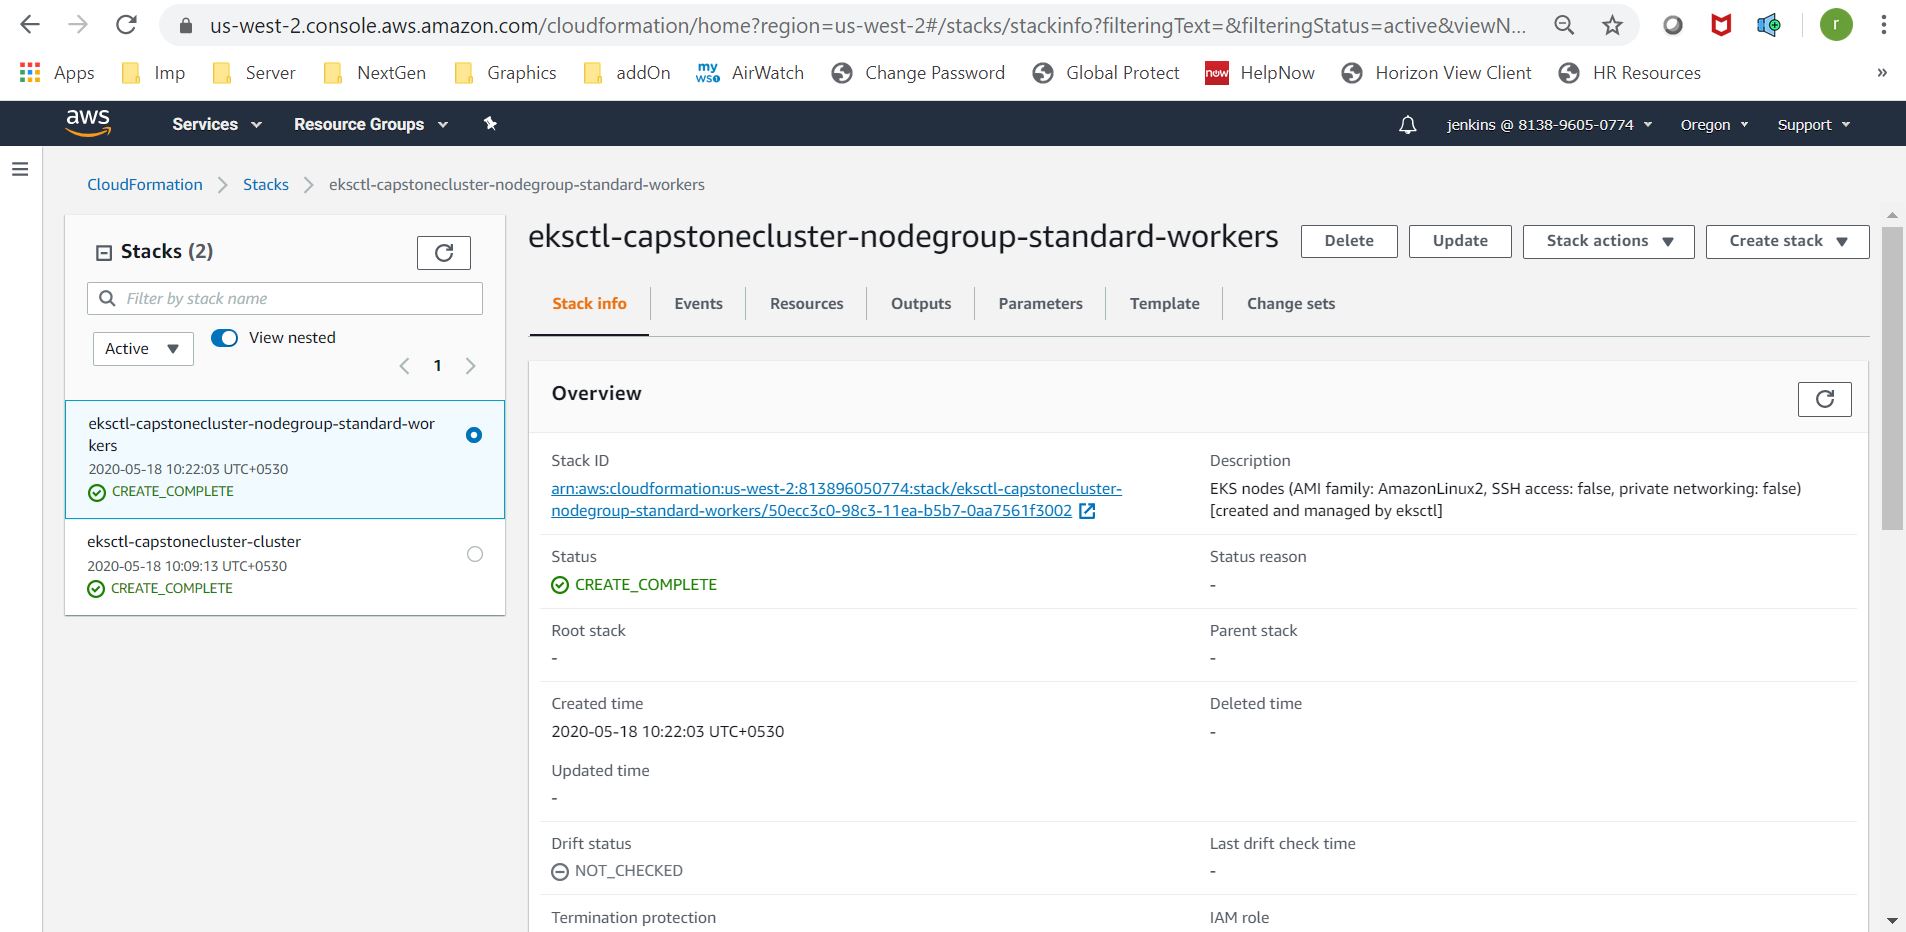 us-west-2.console.aws.amazon.com/cloudformation/home?region=us-west-2#/stacks/stackinfo?filteringText=&filteringStatus=active&viewN...
r
Apps Imp Server NextGen Graphics addOn my wso AirWatch Change Password Global Protect now HelpNow Horizon View Client HR Resources »
aws Services Resource Groups jenkins @ 8138-9605-0774 Oregon Support
CloudFormation Stacks eksctl-capstonecluster-nodegroup-standard-workers
Stacks (2)
Filter by stack name
Active View nested
1
eksctl-capstonecluster-nodegroup-standard-wor
kers
2020-05-18 10:22:03 UTC+0530
CREATE_COMPLETE
eksctl-capstonecluster-cluster
2020-05-18 10:09:13 UTC+0530
CREATE_COMPLETE
eksctl-capstonecluster-nodegroup-standard-workers Delete Update Stack actions Create stack
Stack info Events Resources Outputs Parameters Template Change sets
Overview
Stack ID
arn:aws:cloudformation:us-west-2:813896050774:stack/eksctl-capstonecluster-
nodegroup-standard-workers/50ecc3c0-98c3-11ea-b5b7-0aa7561f3002
Description
EKS nodes (AMI family: AmazonLinux2, SSH access: false, private networking: false)
[created and managed by eksctl]
Status
CREATE_COMPLETE
Status reason
-
Root stack
-
Parent stack
-
Created time
2020-05-18 10:22:03 UTC+0530
Deleted time
-
Updated time
-
Drift status
NOT_CHECKED
Last drift check time
-
Termination protection
IAM role